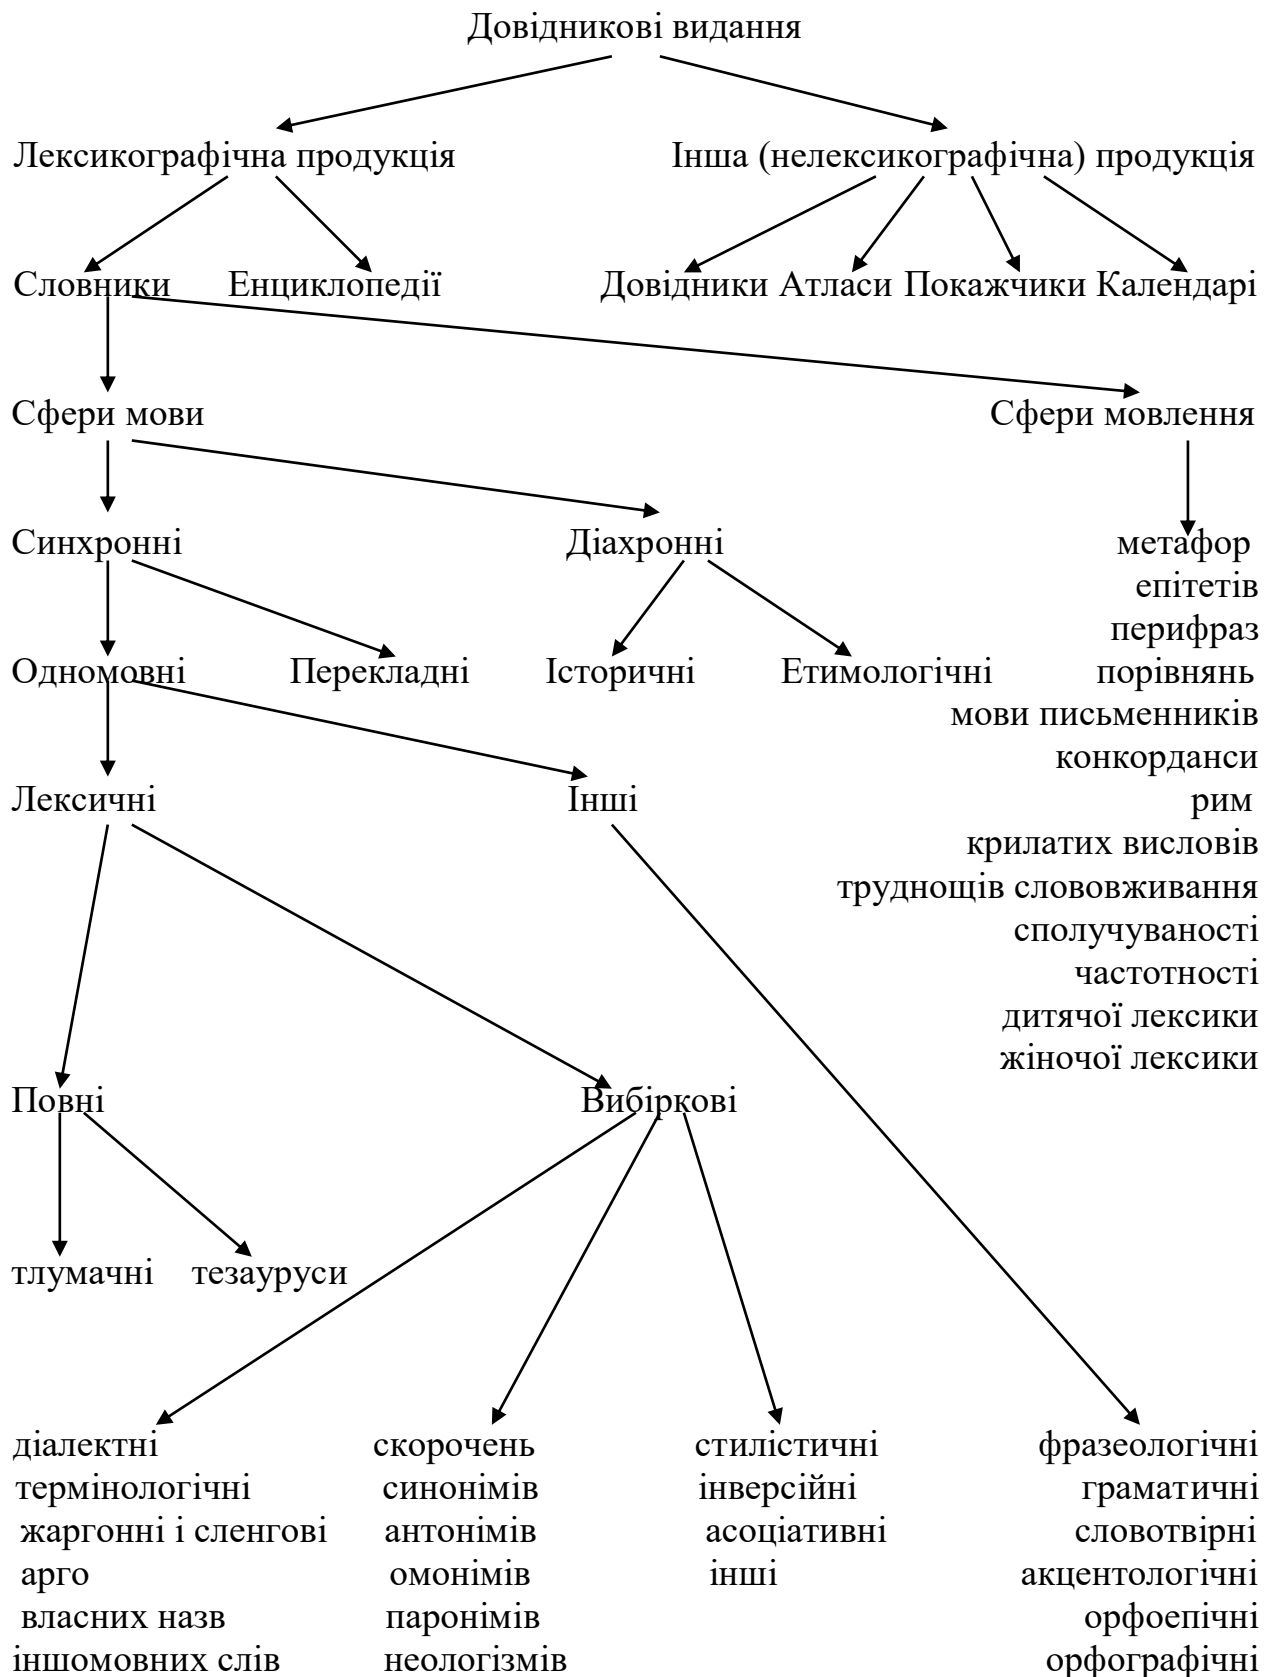 Довідникові видання
Лексикографічна продукція Інша (нелексикографічна) продукція
Словники Енциклопедії Довідники Атласи Покажчики Календарі
Сфери мови Сфери мовлення
Синхронні Діахронні метафор
епітетів
перифраз
Одномовні Перекладні Історичні Етимологічні порівнянь
мови письменників
конкорданси
Лексичні Інші рим
крилатих висловів
труднощів слововживання
сполучуваності
частотності
дитячої лексики
жіночої лексики
Повні Вибіркові
тлумачні тезауруси
діалектні скорочень стилістичні фразеологічні
термінологічні синонімів інверсійні граматичні
жаргонні і сленгові антонімів асоціативні словотвірні
арго омонімів інші акцентологічні
власних назв паронімів орфоепічні
іншомовних слів неологізмів орфографічні